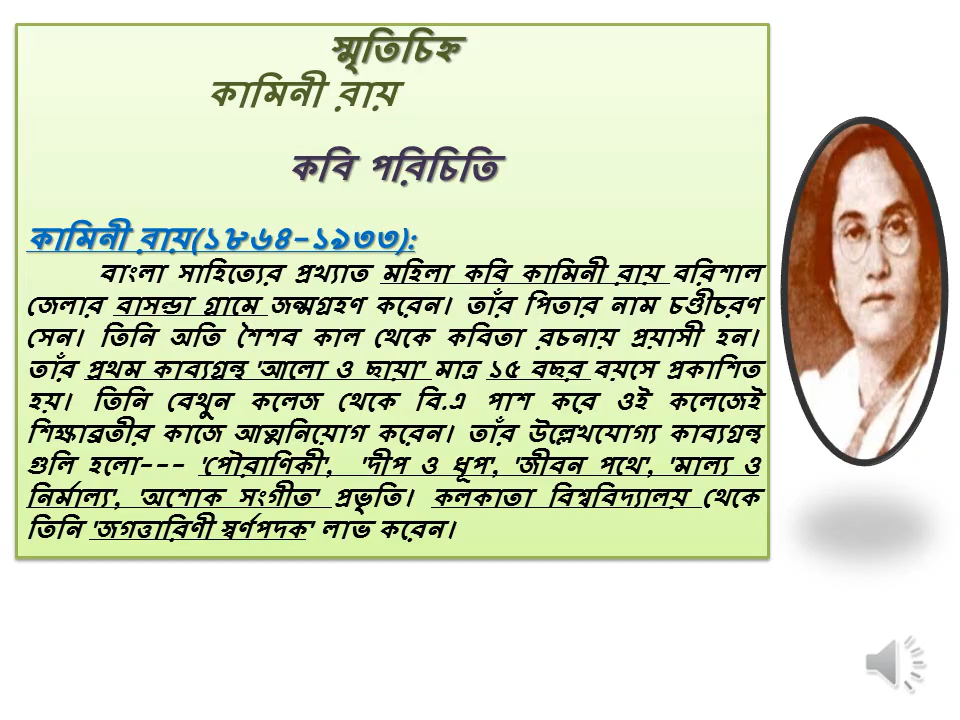 স্মৃতিচিহ্ন
কামিনী রায়
কবি পরিচিতি
কামিনী রায়(১৮৬৪-১৯৩৩):
বাংলা সাহিত্যের প্রখ্যাত মহিলা কবি কামিনী রায় বরিশাল
জেলার বাসন্ডা গ্রামে জন্মগ্রহণ করেন। তাঁর পিতার নাম চণ্ডীচরণ
সেন। তিনি অতি শৈশব কাল থেকে কবিতা রচনায় প্রয়াসী হন।
তাঁর প্রথম কাব্যগ্রন্থ 'আলো ও ছায়া' মাত্র ১৫ বছর বয়সে প্রকাশিত
হয়। তিনি বেথুন কলেজ থেকে বি.এ পাশ করে ওই কলেজেই
শিক্ষাব্রতীর কাজে আত্মনিয়োগ করেন। তাঁর উল্লেখযোগ্য কাব্যগ্রন্থ
গুলি হলো--- 'পৌরাণিকী', 'দীপ ও ধূপ', 'জীবন পথে', 'মাল্য ও
নির্মাল্য', 'অশোক সংগীত' প্রভৃতি। কলকাতা বিশ্ববিদ্যালয় থেকে
তিনি 'জগত্তারিণী স্বর্ণপদক' লাভ করেন।